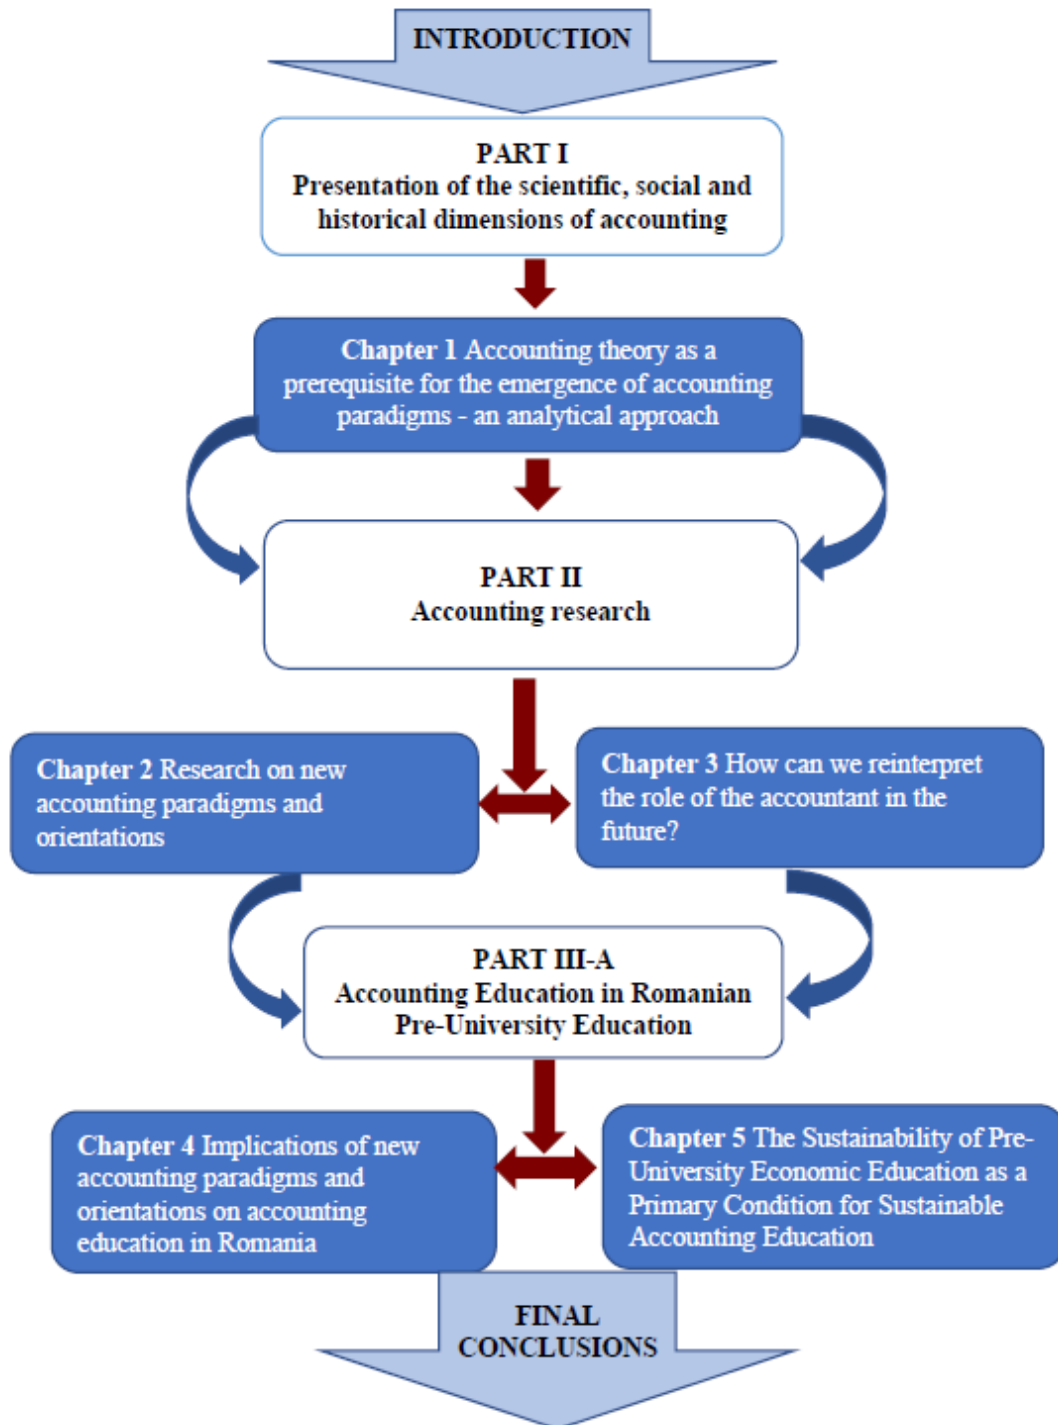 INTRODUCTION
PART I
Presentation of the scientific, social and
historical dimensions of accounting
Chapter 1 Accounting theory as a
prerequisite for the emergence of accounting
paradigms - an analytical approach
PART II
Accounting research
Chapter 2 Research on new
accounting paradigms and
orientations
Chapter 3 How can we reinterpret
the role of the accountant in the
future?
PART III-A
Accounting Education in Romanian
Pre-University Education
Chapter 4 Implications of new
accounting paradigms and
orientations on accounting
education in Romania
Chapter 5 The Sustainability of Pre-
University Economic Education as a
Primary Condition for Sustainable
Accounting Education
FINAL
CONCLUSIONS